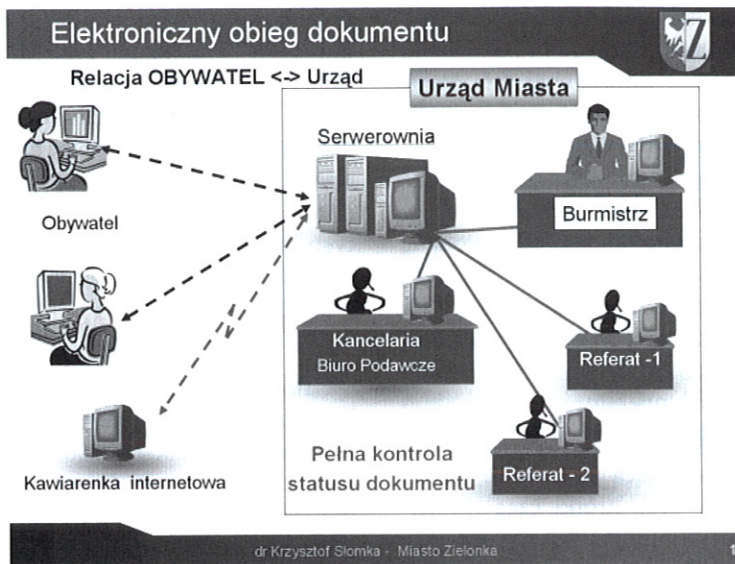 Elektroniczny obieg dokumentu
Z
Relacja OBYWATEL <-> Urząd
Urząd Miasta
Serwerownia
Burmistrz
Obywatel
Kancelaria
Biuro Podawcze
Referat -1
Kawiarenka internetowa
Pełna kontrola
statusu dokumentu
Referat - 2
dr Krzysztof Słomka - Miasto Zielonka
1